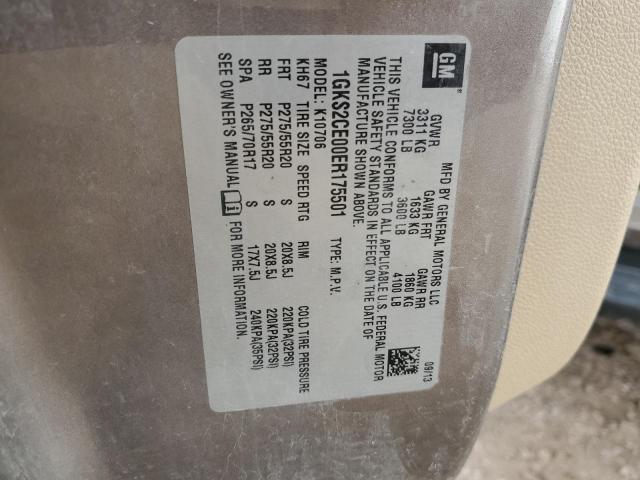 GM
MFD BY GENERAL MOTORS LLC 09/13
GVWR GAWR FRT GAWR RR
3311 KG 1633 KG 1860 KG
7300 LB 3600 LB 4100 LB
THIS VEHICLE CONFORMS TO ALL APPLICABLE U.S. FEDERAL MOTOR
VEHICLE SAFETY STANDARDS IN EFFECT ON THE DATE OF
MANUFACTURE SHOWN ABOVE.
1GKS2CE00ER175501 TYPE: M.P.V.
MODEL: K10706
KH67 TIRE SIZE SPEED RTG RIM COLD TIRE PRESSURE
FRT P275/55R20 S 20X8.5J 220KPA(32PSI)
RR P275/55R20 S 20X8.5J 220KPA(32PSI)
SPA P265/70R17 S 17X7.5J 240KPA(35PSI)
SEE OWNER'S MANUAL i FOR MORE INFORMATION.